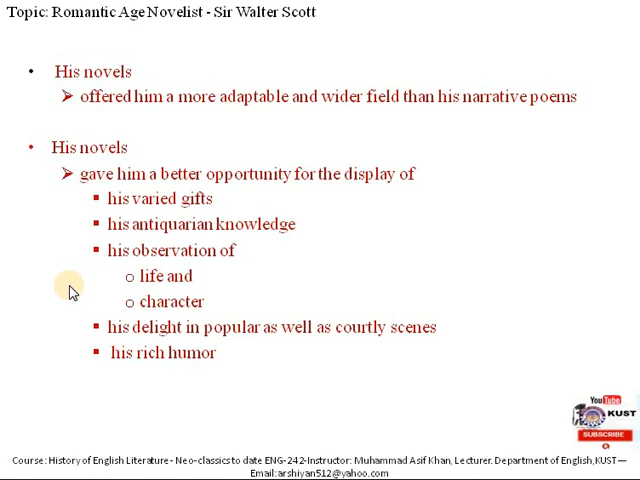 Topic: Romantic Age Novelist - Sir Walter Scott
• His novels
➢ offered him a more adaptable and wider field than his narrative poems
• His novels
➢ gave him a better opportunity for the display of
▪ his varied gifts
▪ his antiquarian knowledge
▪ his observation of
o life and
o character
▪ his delight in popular as well as courtly scenes
▪ his rich humor
YouTube
KUST
SUBSCRIBE
Course: History of English Literature - Neo-classics to date ENG-242-Instructor: Muhammad Asif Khan, Lecturer. Department of English,KUST—
Email:arshiyan512@yahoo.com